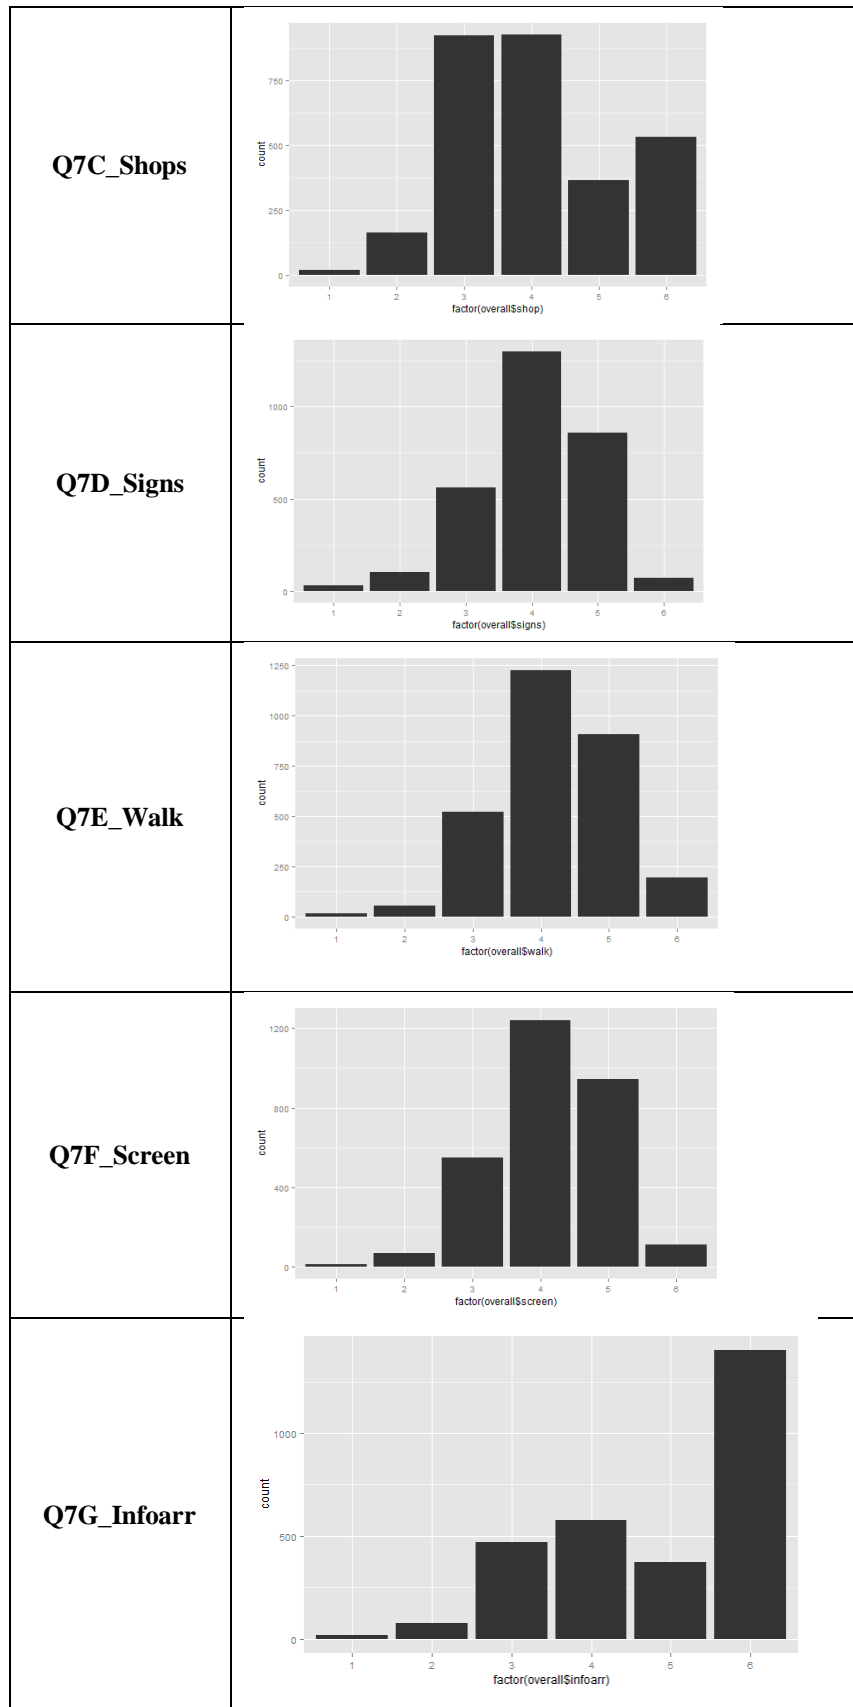 Q7C_Shops
count
750
500
250
0
1 2 3 4 5 6
factor(overall$shop)
Q7D_Signs
count
1000
500
0
1 2 3 4 5 6
factor(overall$signs)
Q7E_Walk
count
1250
1000
750
500
250
0
1 2 3 4 5 6
factor(overall$walk)
Q7F_Screen
count
1200
800
400
0
1 2 3 4 5 6
factor(overall$screen)
Q7G_Infoarr
count
1000
500
0
1 2 3 4 5 6
factor(overall$infoarr)